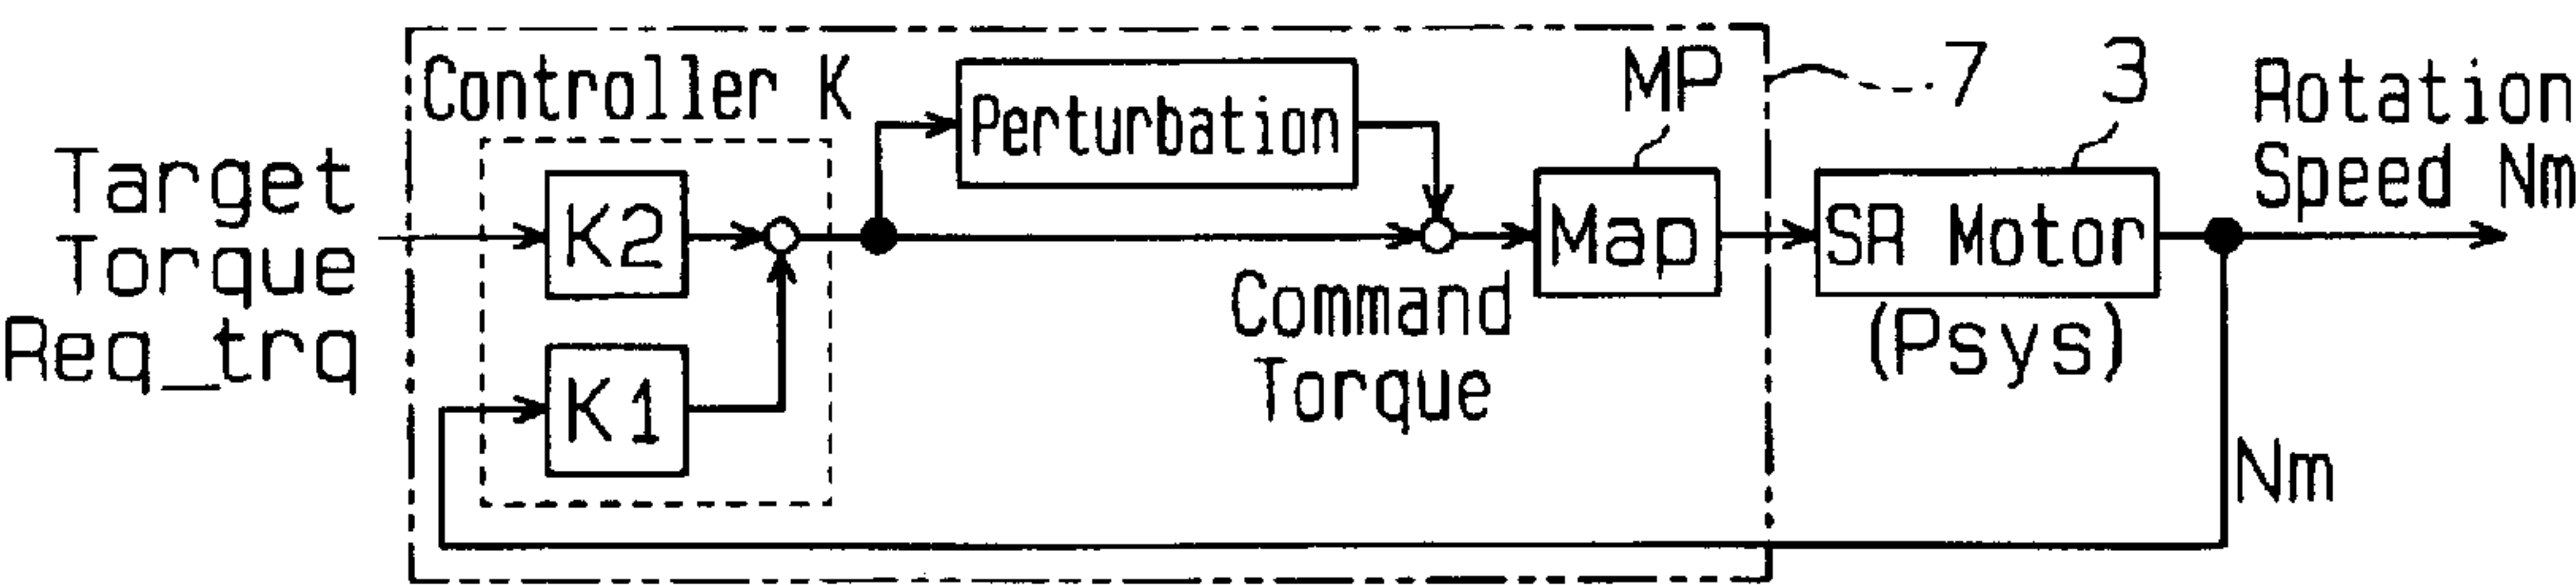 Controller K
MP
7
3
Rotation
Speed Nm
Perturbation
Target
Torque
Req_trq
K2
Map
SR Motor
(Psys)
Command
Torque
K1
Nm